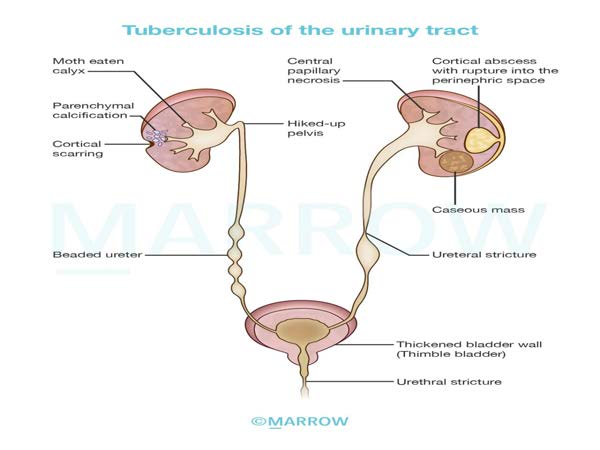 Tuberculosis of the urinary tract
Moth eaten
calyx
Parenchymal
calcification
Cortical
scarring
Beaded ureter
Central
papillary
necrosis
Hiked-up
pelvis
Cortical abscess
with rupture into the
perinephric space
Caseous mass
Ureteral stricture
Thickened bladder wall
(Thimble bladder)
Urethral stricture
MARROW
©MARROW